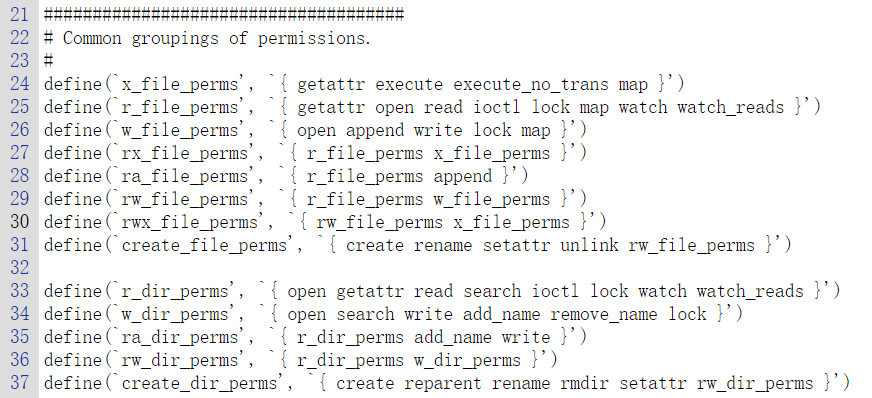 21 #####################################
22 # Common groupings of permissions.
23 #
24 define(`x_file_perms', `{ getattr execute execute_no_trans map }')
25 define(`r_file_perms', `{ getattr open read ioctl lock map watch watch_reads }')
26 define(`w_file_perms', `{ open append write lock map }')
27 define(`rx_file_perms', `{ r_file_perms x_file_perms }')
28 define(`ra_file_perms', `{ r_file_perms append }')
29 define(`rw_file_perms', `{ r_file_perms w_file_perms }')
30 define(`rwx_file_perms', `{ rw_file_perms x_file_perms }')
31 define(`create_file_perms', `{ create rename setattr unlink rw_file_perms }')
32
33 define(`r_dir_perms', `{ open getattr read search ioctl lock watch watch_reads }')
34 define(`w_dir_perms', `{ open search write add_name remove_name lock }')
35 define(`ra_dir_perms', `{ r_dir_perms add_name write }')
36 define(`rw_dir_perms', `{ r_dir_perms w_dir_perms }')
37 define(`create_dir_perms', `{ create reparent rename rmdir setattr rw_dir_perms }')